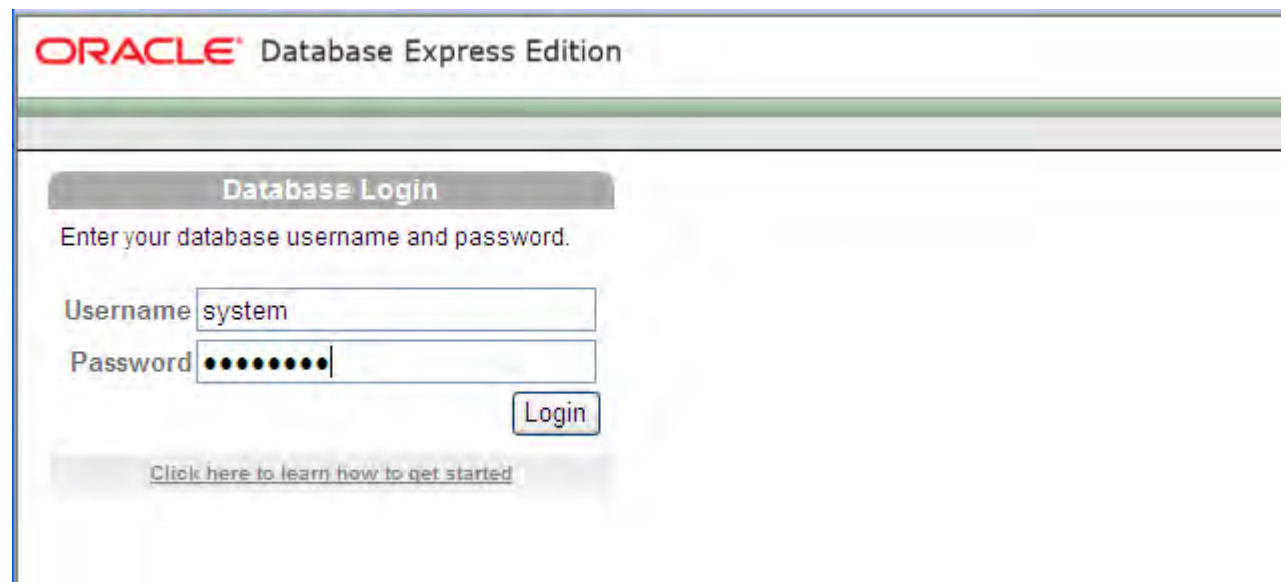 ORACLE Database Express Edition
Database Login
Enter your database username and password.
Username system
Password ••••••••
Login
Click here to learn how to get started